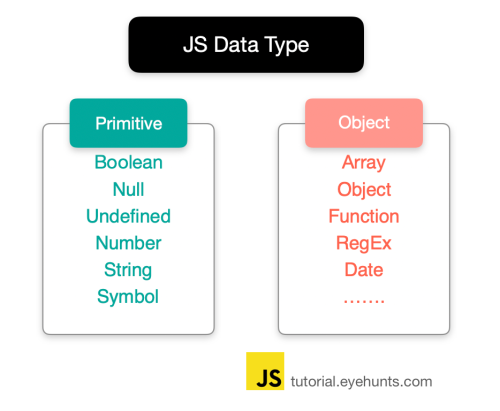 JS Data Type
Primitive
Boolean
Null
Undefined
Number
String
Symbol
Object
Array
Object
Function
RegEx
Date
.......
JS tutorial.eyehunts.com